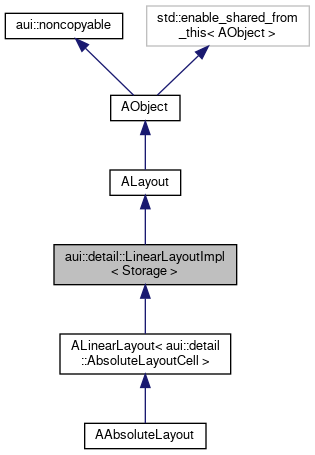 aui::noncopyable
std::enable_shared_from
_this< AObject >
AObject
ALayout
aui::detail::LinearLayoutImpl
< Storage >
ALinearLayout< aui::detail
::AbsoluteLayoutCell >
AAbsoluteLayout